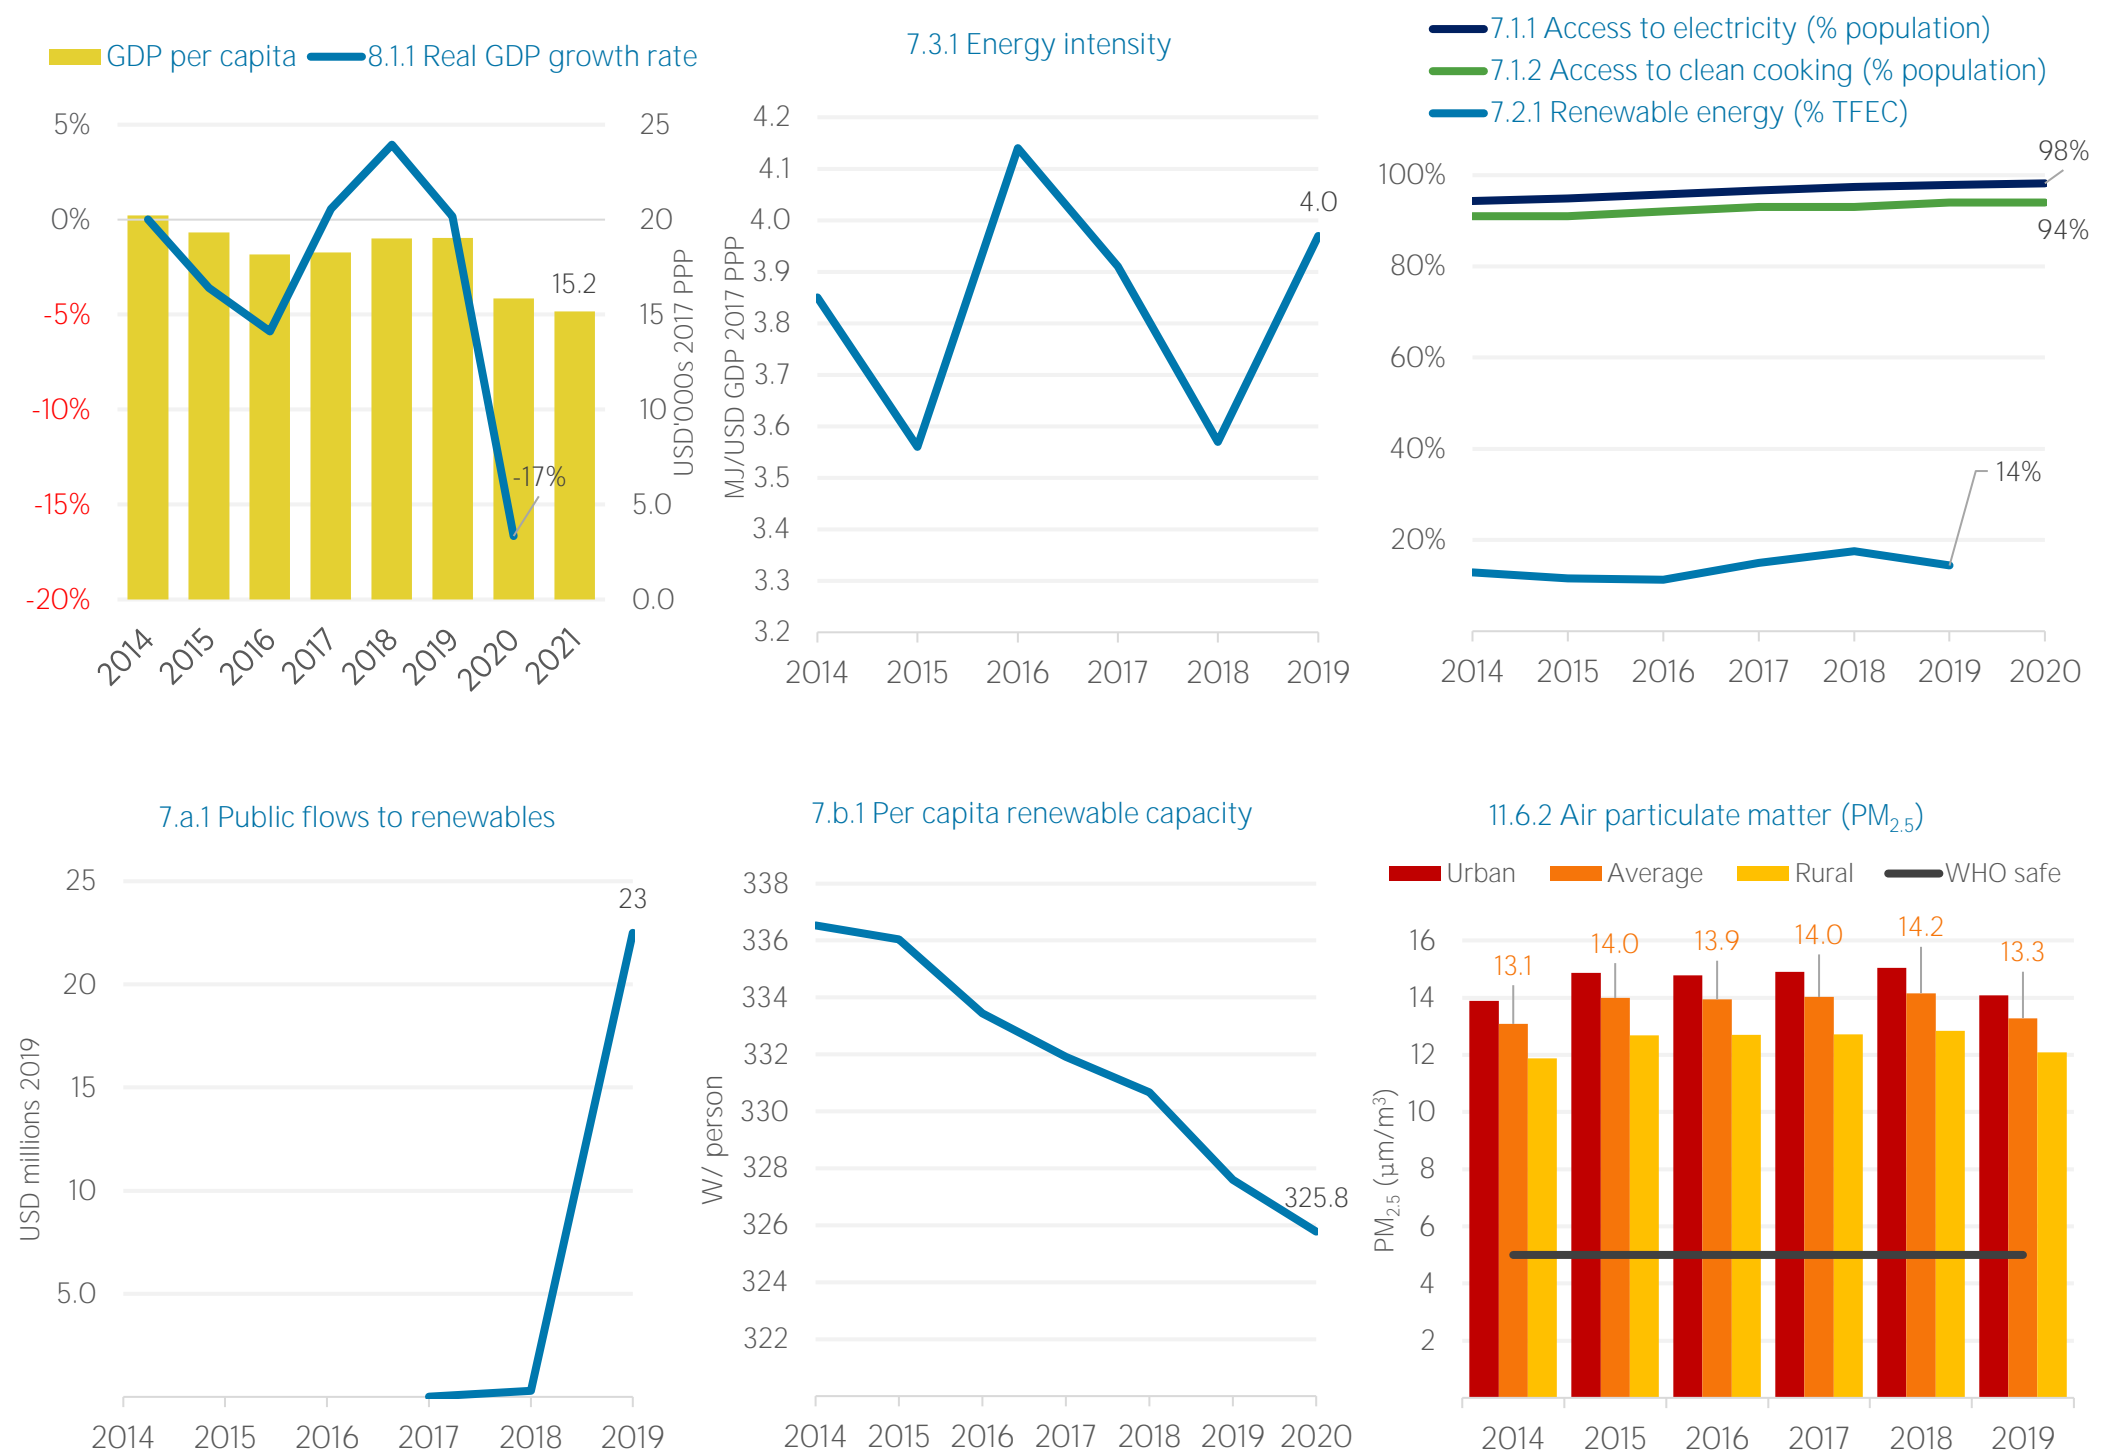 GDP per capita 8.1.1 Real GDP growth rate
5%
0%
-5%
-10%
-15%
-20%
25
20
15
10
5.0
0.0
USD'000s 2017 PPP
15.2
-17%
2014 2015 2016 2017 2018 2019 2020 2021
7.3.1 Energy intensity
MJ/USD GDP 2017 PPP
4.2
4.1
4.0
3.9
3.8
3.7
3.6
3.5
3.4
3.3
3.2
4.0
2014 2015 2016 2017 2018 2019
7.1.1 Access to electricity (% population)
7.1.2 Access to clean cooking (% population)
7.2.1 Renewable energy (% TFEC)
100%
80%
60%
40%
20%
98%
94%
14%
2014 2015 2016 2017 2018 2019 2020
7.a.1 Public flows to renewables
USD millions 2019
25
20
15
10
5.0
23
2014 2015 2016 2017 2018 2019
7.b.1 Per capita renewable capacity
W/ person
338
336
334
332
330
328
326
324
322
325.8
2014 2015 2016 2017 2018 2019 2020
11.6.2 Air particulate matter (PM2.5)
Urban Average Rural WHO safe
PM2.5 (µm/m³)
16
14
12
10
8
6
4
2
13.1 14.0 13.9 14.0 14.2 13.3
2014 2015 2016 2017 2018 2019